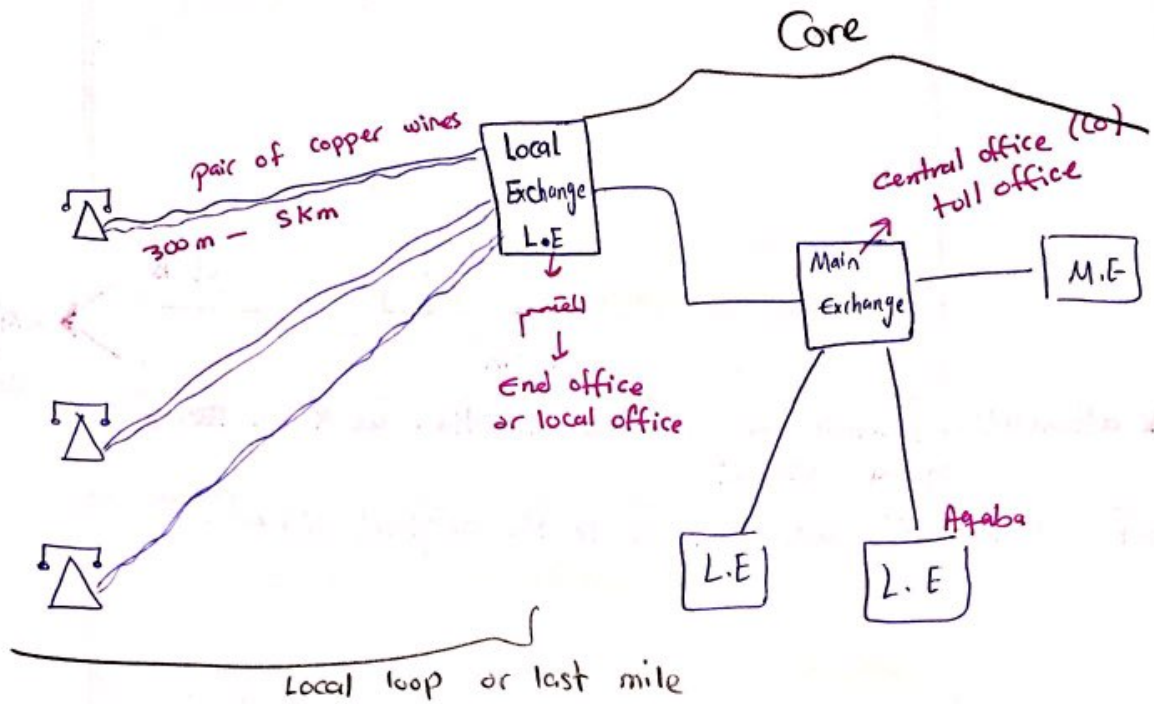 Core
pair of copper wires
300m - 5Km
Local
Exchange
L.E
End office
or local office
Central office (CO)
toll office
Main
Exchange
M.E
L.E
Aqaba
L.E
Local loop or last mile